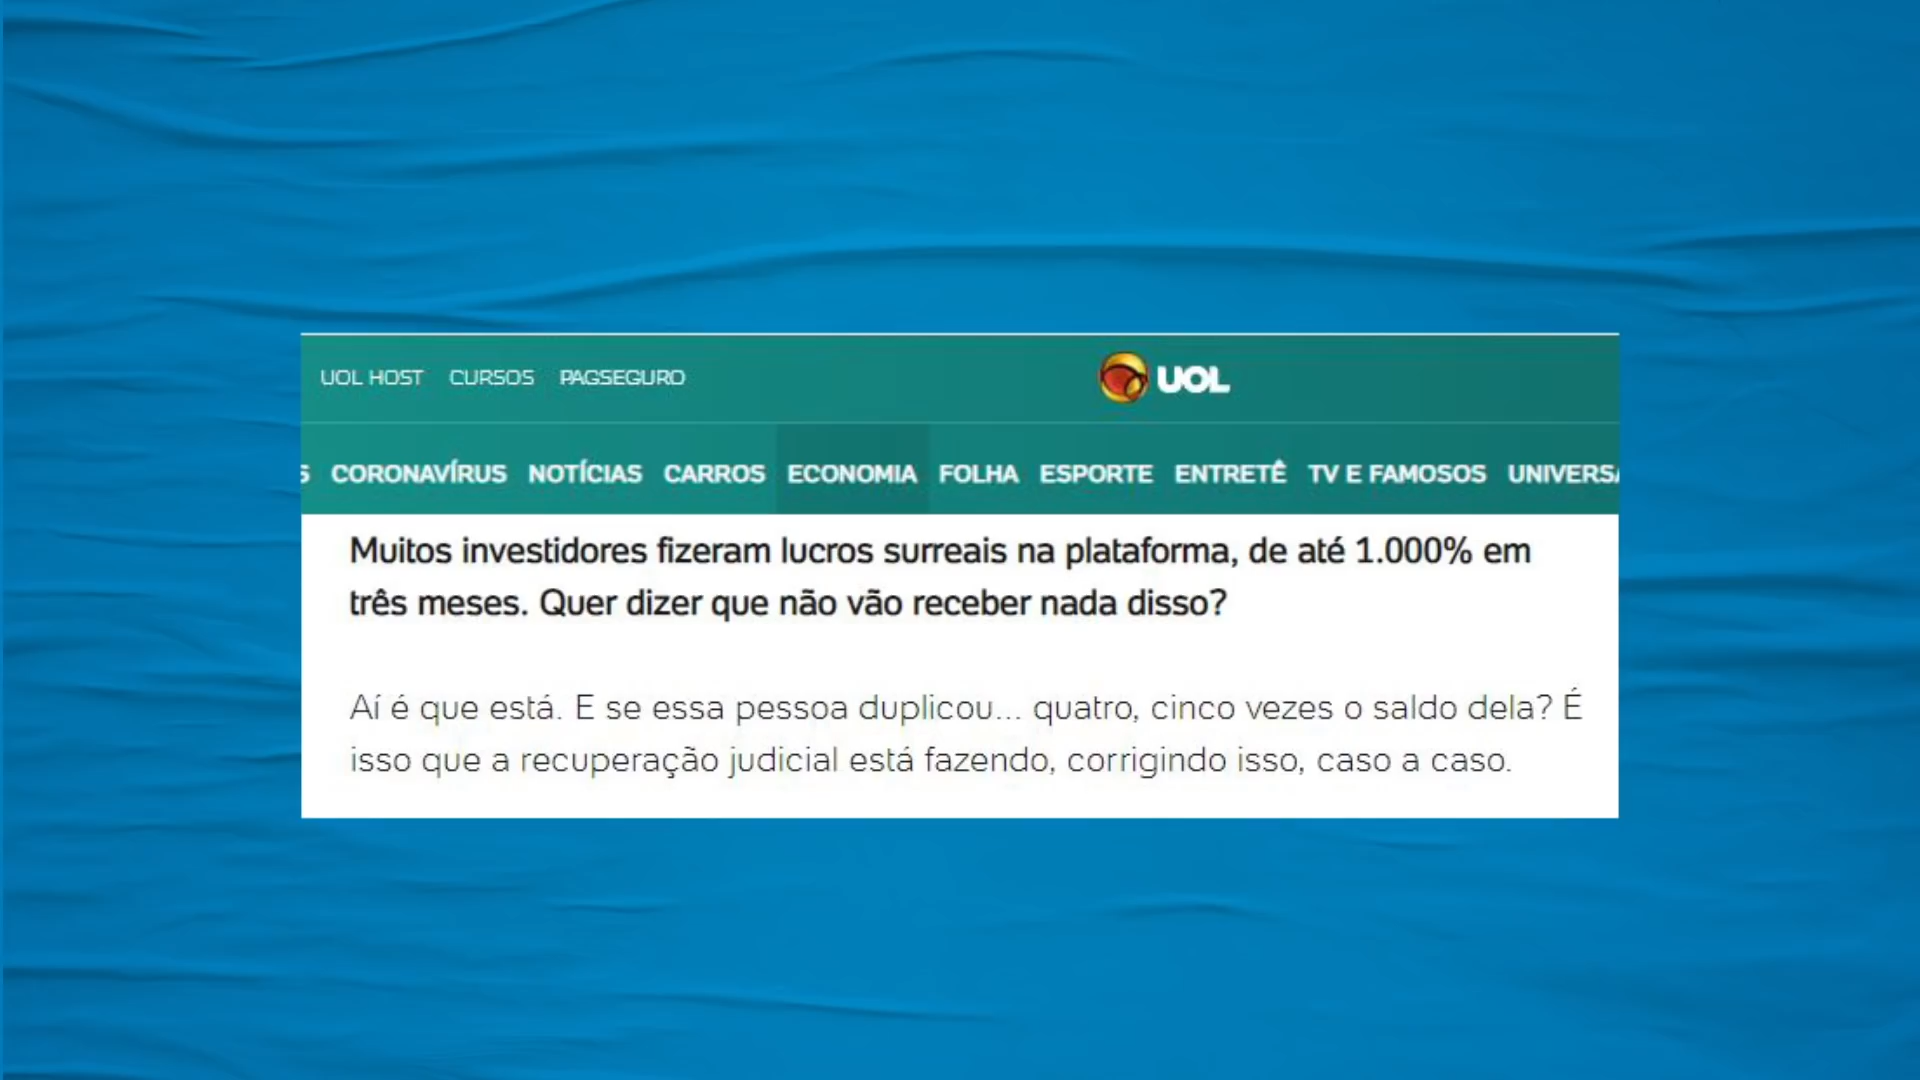 UOL HOST CURSOS PAGSEGURO UOL
S CORONAVÍRUS NOTÍCIAS CARROS ECONOMIA FOLHA ESPORTE ENTRETÊ TV E FAMOSOS UNIVERSA
Muitos investidores fizeram lucros surreais na plataforma, de até 1.000% em
três meses. Quer dizer que não vão receber nada disso?
Aí é que está. E se essa pessoa duplicou... quatro, cinco vezes o saldo dela? É
isso que a recuperação judicial está fazendo, corrigindo isso, caso a caso.